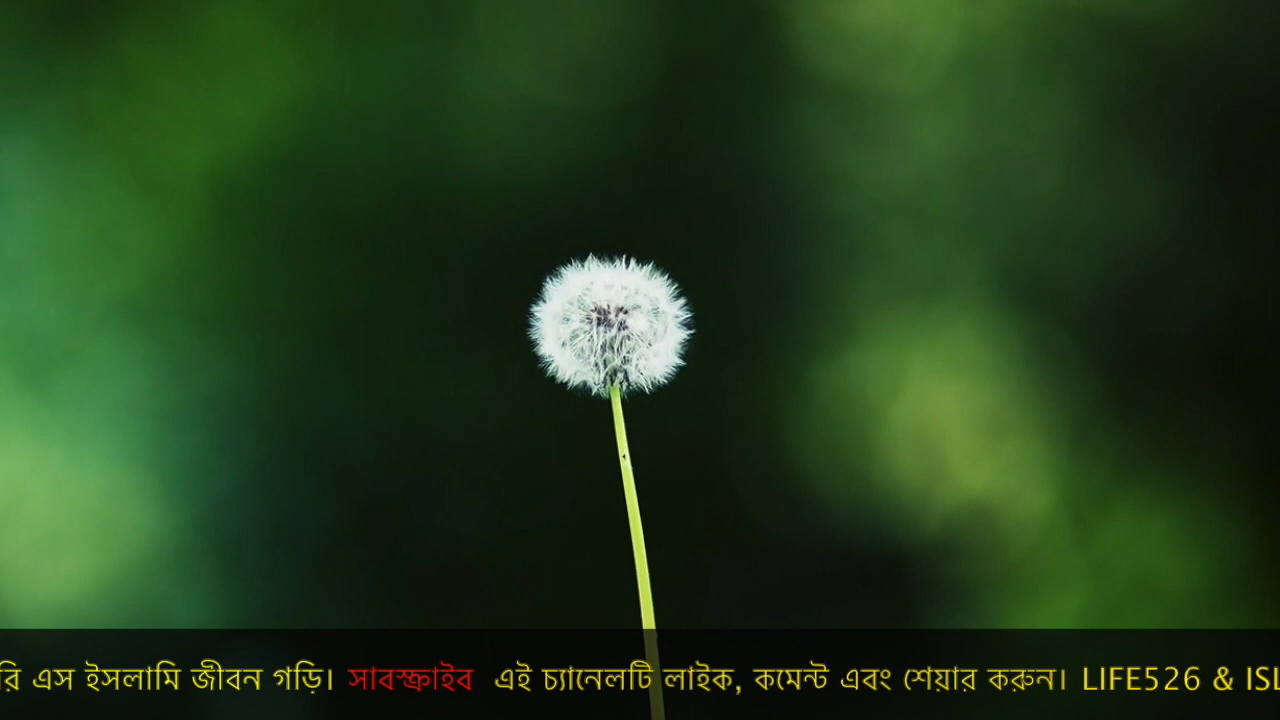 রি এস ইসলামি জীবন গড়ি। সাবস্ক্রাইব এই চ্যানেলটি লাইক, কমেন্ট এবং শেয়ার করুন। LIFE526 & ISL